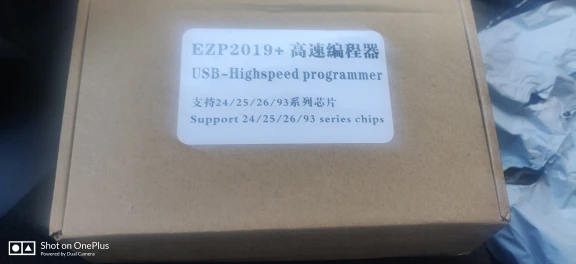 EZP2019+ 高速编程器
USB-Highspeed programmer
支持24/25/26/93系列芯片
Support 24/25/26/93 series chips
Shot on OnePlus
Powered by Dual Camera